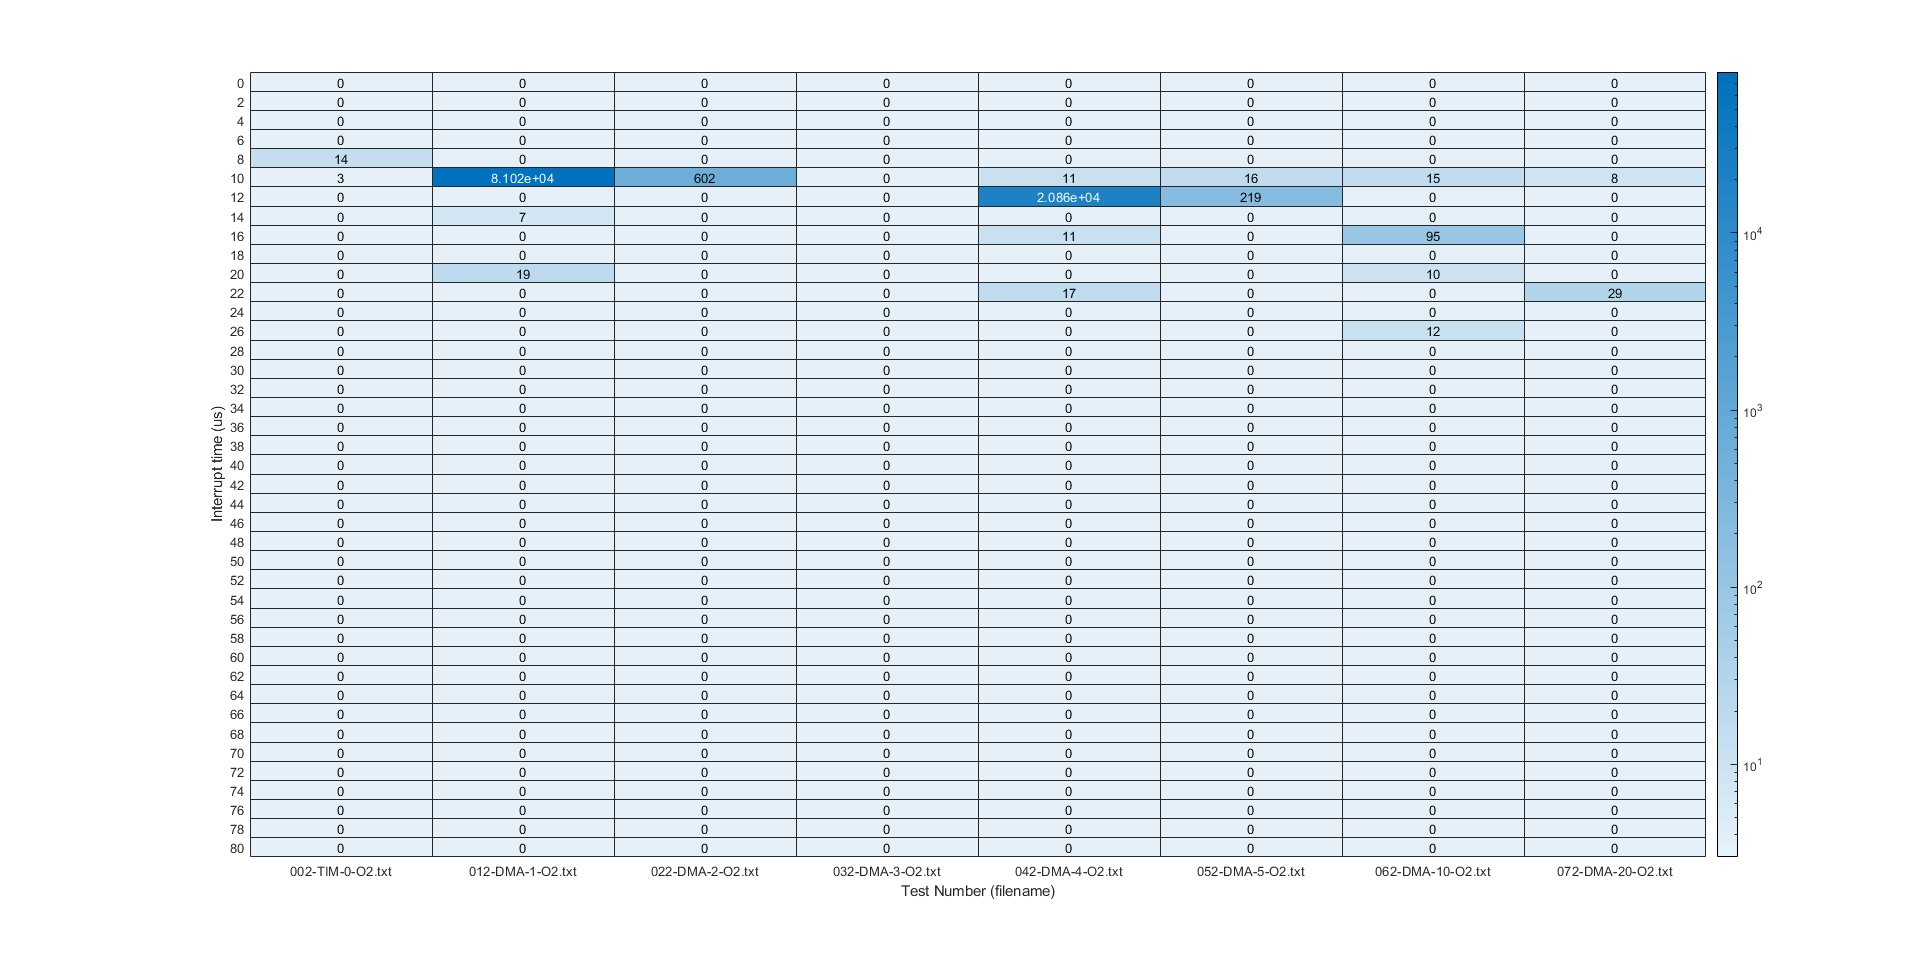 0 0 0 0 0 0 0 0 0
2 0 0 0 0 0 0 0 0
4 0 0 0 0 0 0 0 0
6 0 0 0 0 0 0 0 0
8 14 0 0 0 0 0 0 0
10 3 8.102e+04 602 0 11 16 15 8
12 0 0 0 0 2.086e+04 219 0 0
14 0 7 0 0 0 0 0 0
16 0 0 0 0 11 0 95 0
10⁴
18 0 0 0 0 0 0 0 0
20 0 19 0 0 0 0 10 0
22 0 0 0 0 17 0 0 29
24 0 0 0 0 0 0 0 0
26 0 0 0 0 0 0 12 0
28 0 0 0 0 0 0 0 0
30 0 0 0 0 0 0 0 0
32 0 0 0 0 0 0 0 0
34 0 0 0 0 0 0 0 0
10³
36 0 0 0 0 0 0 0 0
38 0 0 0 0 0 0 0 0
40 0 0 0 0 0 0 0 0
Interrupt time (us)
42 0 0 0 0 0 0 0 0
44 0 0 0 0 0 0 0 0
46 0 0 0 0 0 0 0 0
48 0 0 0 0 0 0 0 0
50 0 0 0 0 0 0 0 0
52 0 0 0 0 0 0 0 0
10²
54 0 0 0 0 0 0 0 0
56 0 0 0 0 0 0 0 0
58 0 0 0 0 0 0 0 0
60 0 0 0 0 0 0 0 0
62 0 0 0 0 0 0 0 0
64 0 0 0 0 0 0 0 0
66 0 0 0 0 0 0 0 0
68 0 0 0 0 0 0 0 0
70 0 0 0 0 0 0 0 0
10¹
72 0 0 0 0 0 0 0 0
74 0 0 0 0 0 0 0 0
76 0 0 0 0 0 0 0 0
78 0 0 0 0 0 0 0 0
80 0 0 0 0 0 0 0 0
002-TIM-0-O2.txt 012-DMA-1-O2.txt 022-DMA-2-O2.txt 032-DMA-3-O2.txt 042-DMA-4-O2.txt 052-DMA-5-O2.txt 062-DMA-10-O2.txt 072-DMA-20-O2.txt
Test Number (filename)